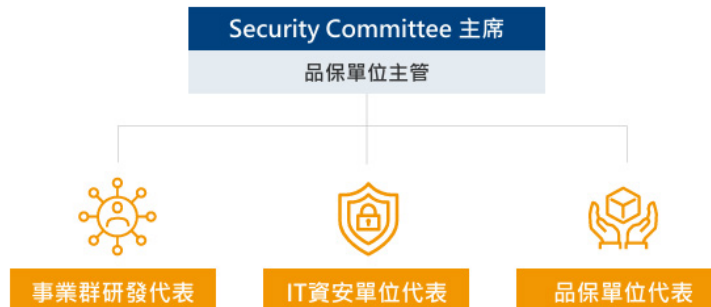 Security Committee 主席
品保單位主管
事業群研發代表
IT資安單位代表
品保單位代表